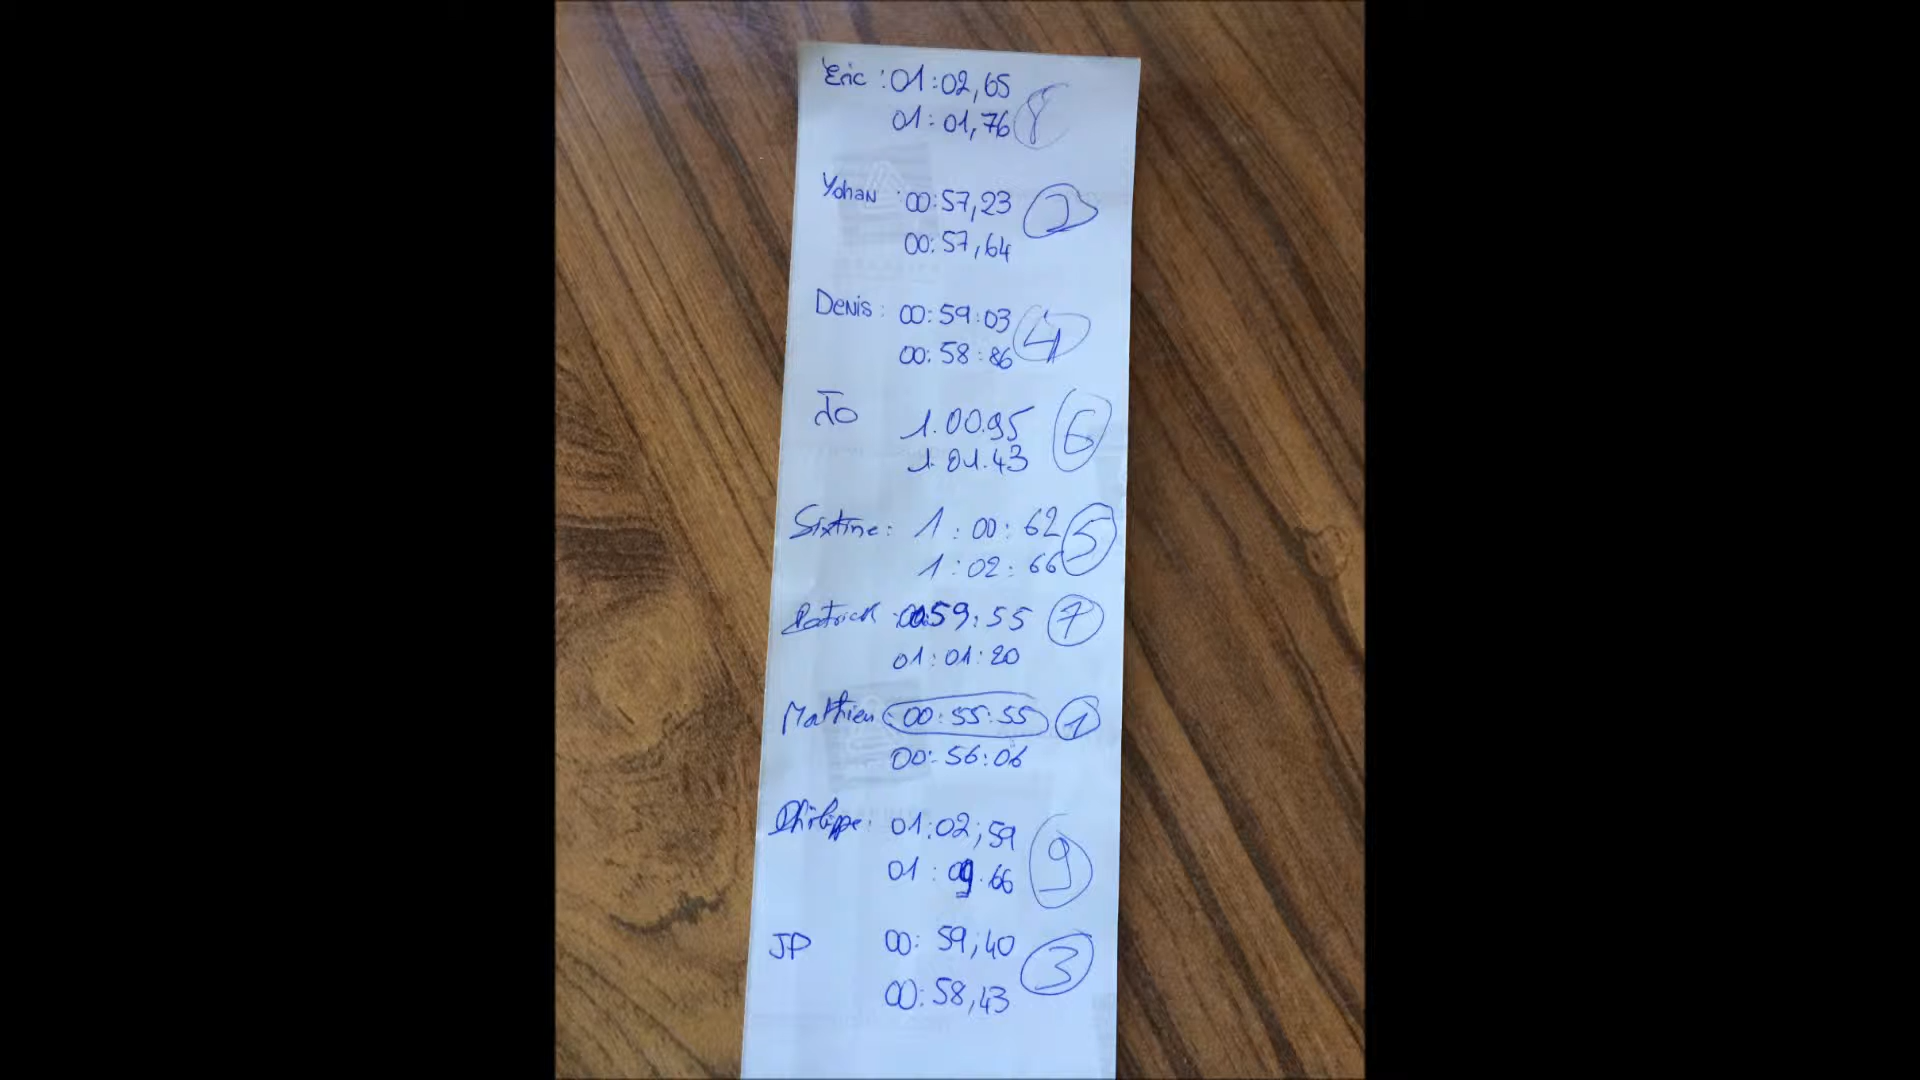 Eric : 01:02,65
01:01,76 8
Yohan : 00:57,23 2
00:57,64
Denis : 00:59:03 4
00:58:86
JO 1.00.95 6
1.01.43
Sixtine : 1:00:62 5
1:02:66
Patrick : 00:59:55 7
01:01:20
Mathieu : 00:55:55 1
00:56:06
Philippe : 01:02,59 9
01: .66
JP 00:59,40 3
00:58,43